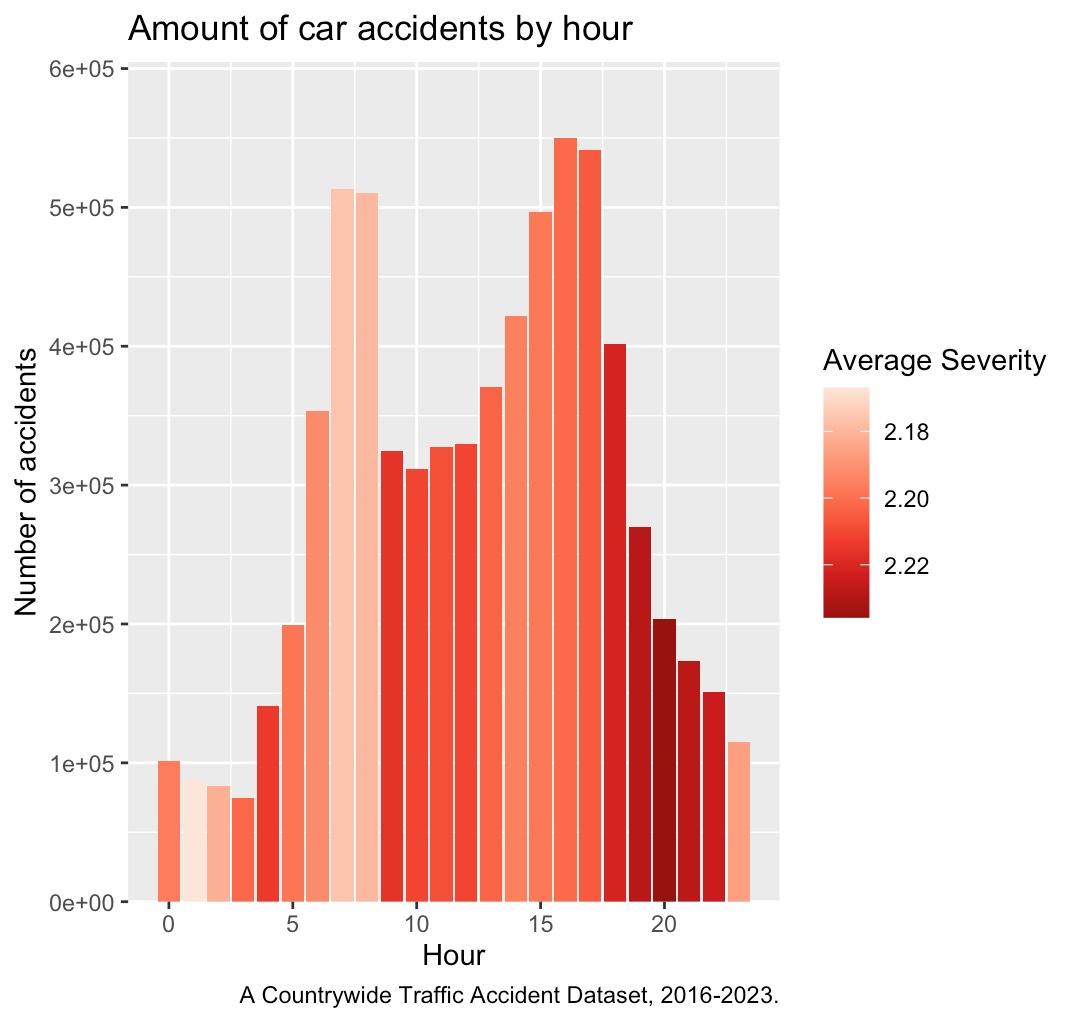 Amount of car accidents by hour
Number of accidents
6e+05
5e+05
4e+05
3e+05
2e+05
1e+05
0e+00
0 5 10 15 20
Hour
Average Severity
2.18
2.20
2.22
A Countrywide Traffic Accident Dataset, 2016-2023.